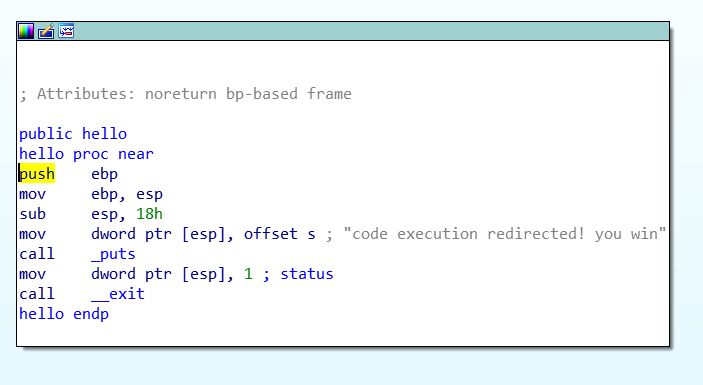 ; Attributes: noreturn bp-based frame
public hello
hello proc near
push    ebp
mov     ebp, esp
sub     esp, 18h
mov     dword ptr [esp], offset s ; "code execution redirected! you win"
call    _puts
mov     dword ptr [esp], 1 ; status
call    __exit
hello endp